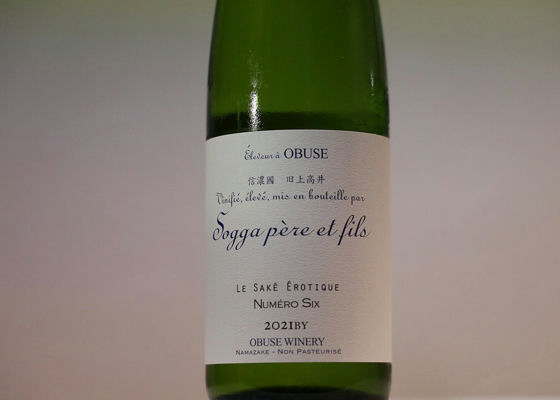 Éleveur à OBUSE
信濃國 旧上高井
Vinifié, élevé, mis en bouteille par
Sogga père et fils
LE SAKÉ ÉROTIQUE
NUMÉRO SIX
2021BY
OBUSE WINERY
NAMAZAKE - NON PASTEURISÉ